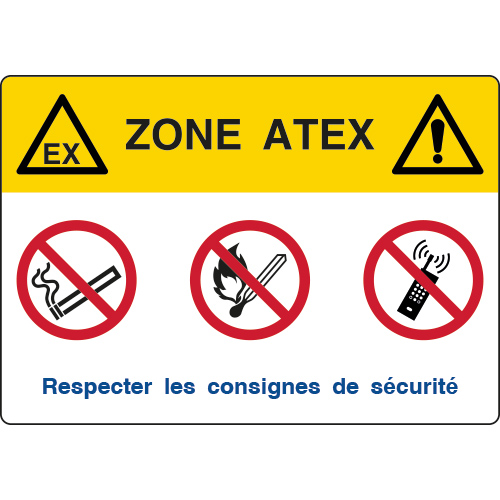 EX ZONE ATEX
Respecter les consignes de sécurité